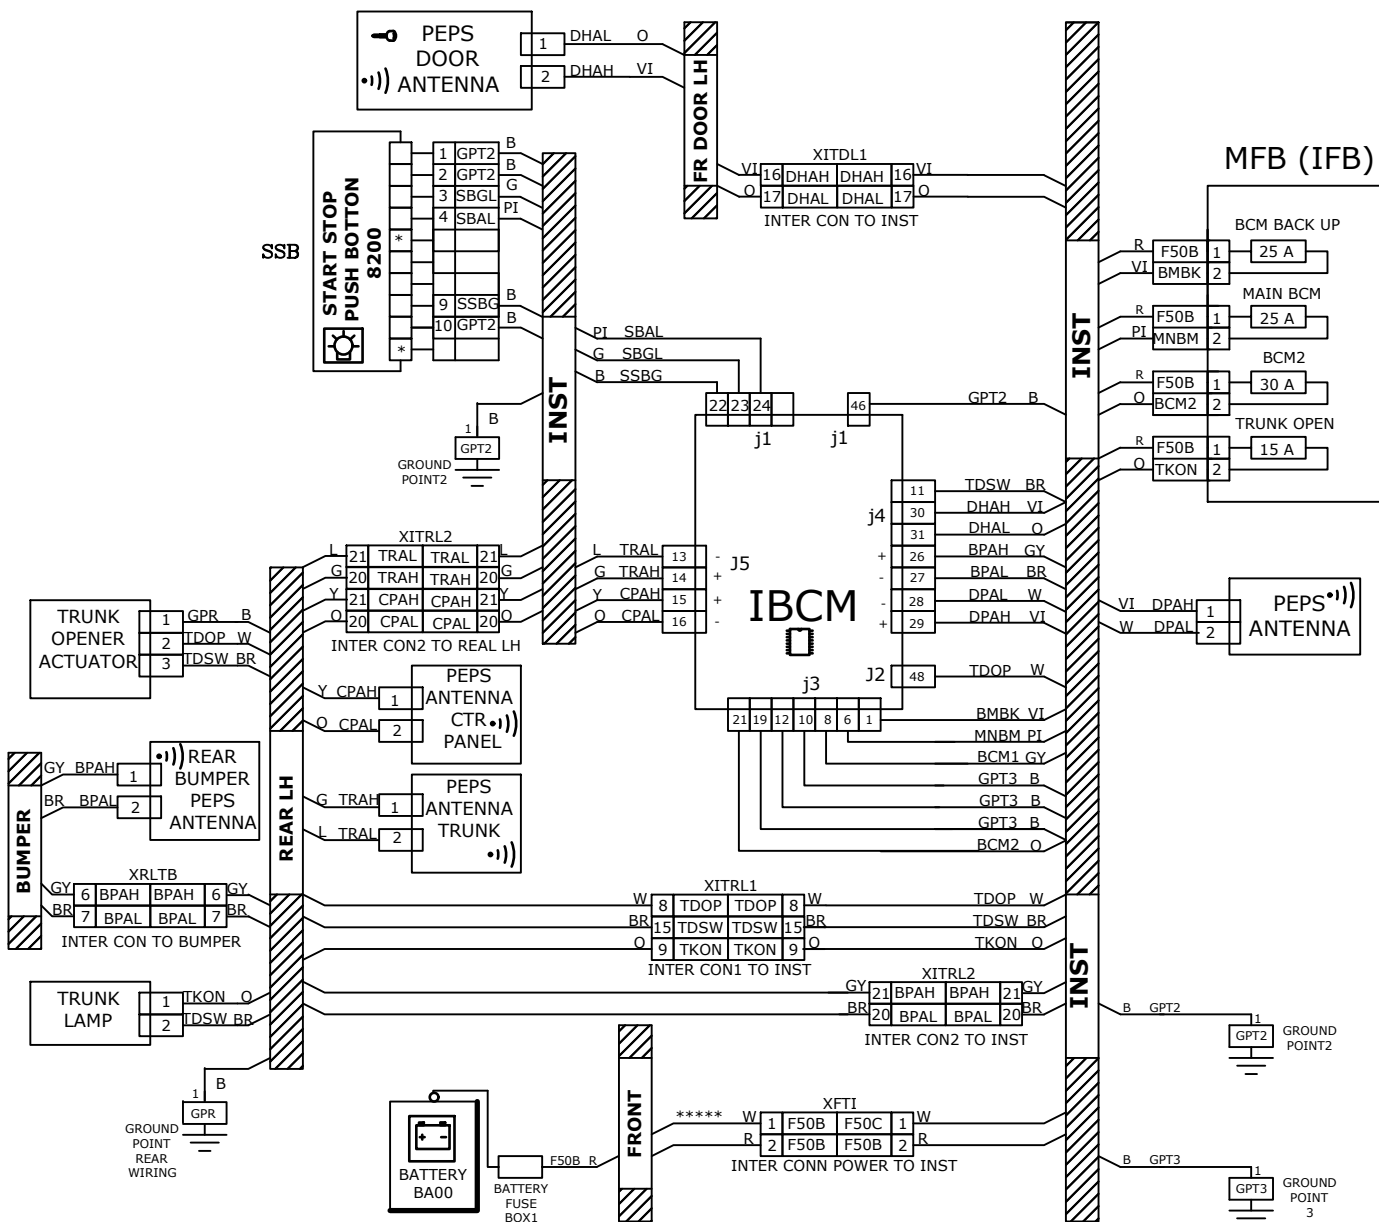 PEPS
DOOR
ANTENNA
1 DHAL O
2 DHAH VI
FR DOOR LH
XITDL1
VI 16 DHAH DHAH 16 VI
O 17 DHAL DHAL 17 O
INTER CON TO INST
SSB
START STOP
PUSH BOTTON
8200
*
*
1 GPT2 B
2 GPT2 B
3 SBGL G
4 SBAL PI
9 SSBG B
10 GPT2 B
INST
PI SBAL
G SBGL
B SSBG
1 B
GPT2
GROUND
POINT2
MFB (IFB)
BCM BACK UP
R F50B 1 25 A
VI BMBK 2
MAIN BCM
R F50B 1 25 A
PI MNBM 2
BCM2
R F50B 1 30 A
O BCM2 2
TRUNK OPEN
R F50B 1 15 A
O TKON 2
INST
22 23 24
j1
46
j1
GPT2 B
IBCM
j4
11 TDSW BR
30 DHAH VI
31 DHAL O
+ 26 BPAH GY
- 27 BPAL BR
- 28 DPAL W
+ 29 DPAH VI
J2 48 TDOP W
j3
21 19 12 10 8 6 1
BMBK VI
MNBM PI
BCM1 GY
GPT3 B
GPT3 B
GPT3 B
BCM2 O
J5
L TRAL 13 -
G TRAH 14 +
Y CPAH 15 +
O CPAL 16 -
XITRL2
L 21 TRAL TRAL 21 L
G 20 TRAH TRAH 20 G
Y 21 CPAH CPAH 21 Y
O 20 CPAL CPAL 20 O
INTER CON2 TO REAL LH
TRUNK
OPENER
ACTUATOR
1 GPR B
2 TDOP W
3 TDSW BR
VI DPAH 1
W DPAL 2
PEPS
ANTENNA
Y CPAH 1
O CPAL 2
PEPS
ANTENNA
CTR
PANEL
G TRAH 1
L TRAL 2
PEPS
ANTENNA
TRUNK
REAR LH
BUMPER
GY BPAH 1
BR BPAL 2
REAR
BUMPER
PEPS
ANTENNA
XRLTB
GY 6 BPAH BPAH 6 GY
BR 7 BPAL BPAL 7 BR
INTER CON TO BUMPER
XITRL1
W 8 TDOP TDOP 8 W TDOP W
BR 15 TDSW TDSW 15 BR TDSW BR
O 9 TKON TKON 9 O TKON O
INTER CON1 TO INST
XITRL2
GY 21 BPAH BPAH 21 GY
BR 20 BPAL BPAL 20 BR
INTER CON2 TO INST
INST
TRUNK
LAMP
1 TKON O
2 TDSW BR
1 B
GPR
GROUND
POINT
REAR
WIRING
B GPT2
1
GPT2
GROUND
POINT2
BATTERY
BA00
+ -
F50B R
BATTERY
FUSE
BOX1
FRONT
XFTI
***** W 1 F50B F50C 1 W
R 2 F50B F50B 2 R
INTER CONN POWER TO INST
B GPT3
1
GPT3
GROUND
POINT
3